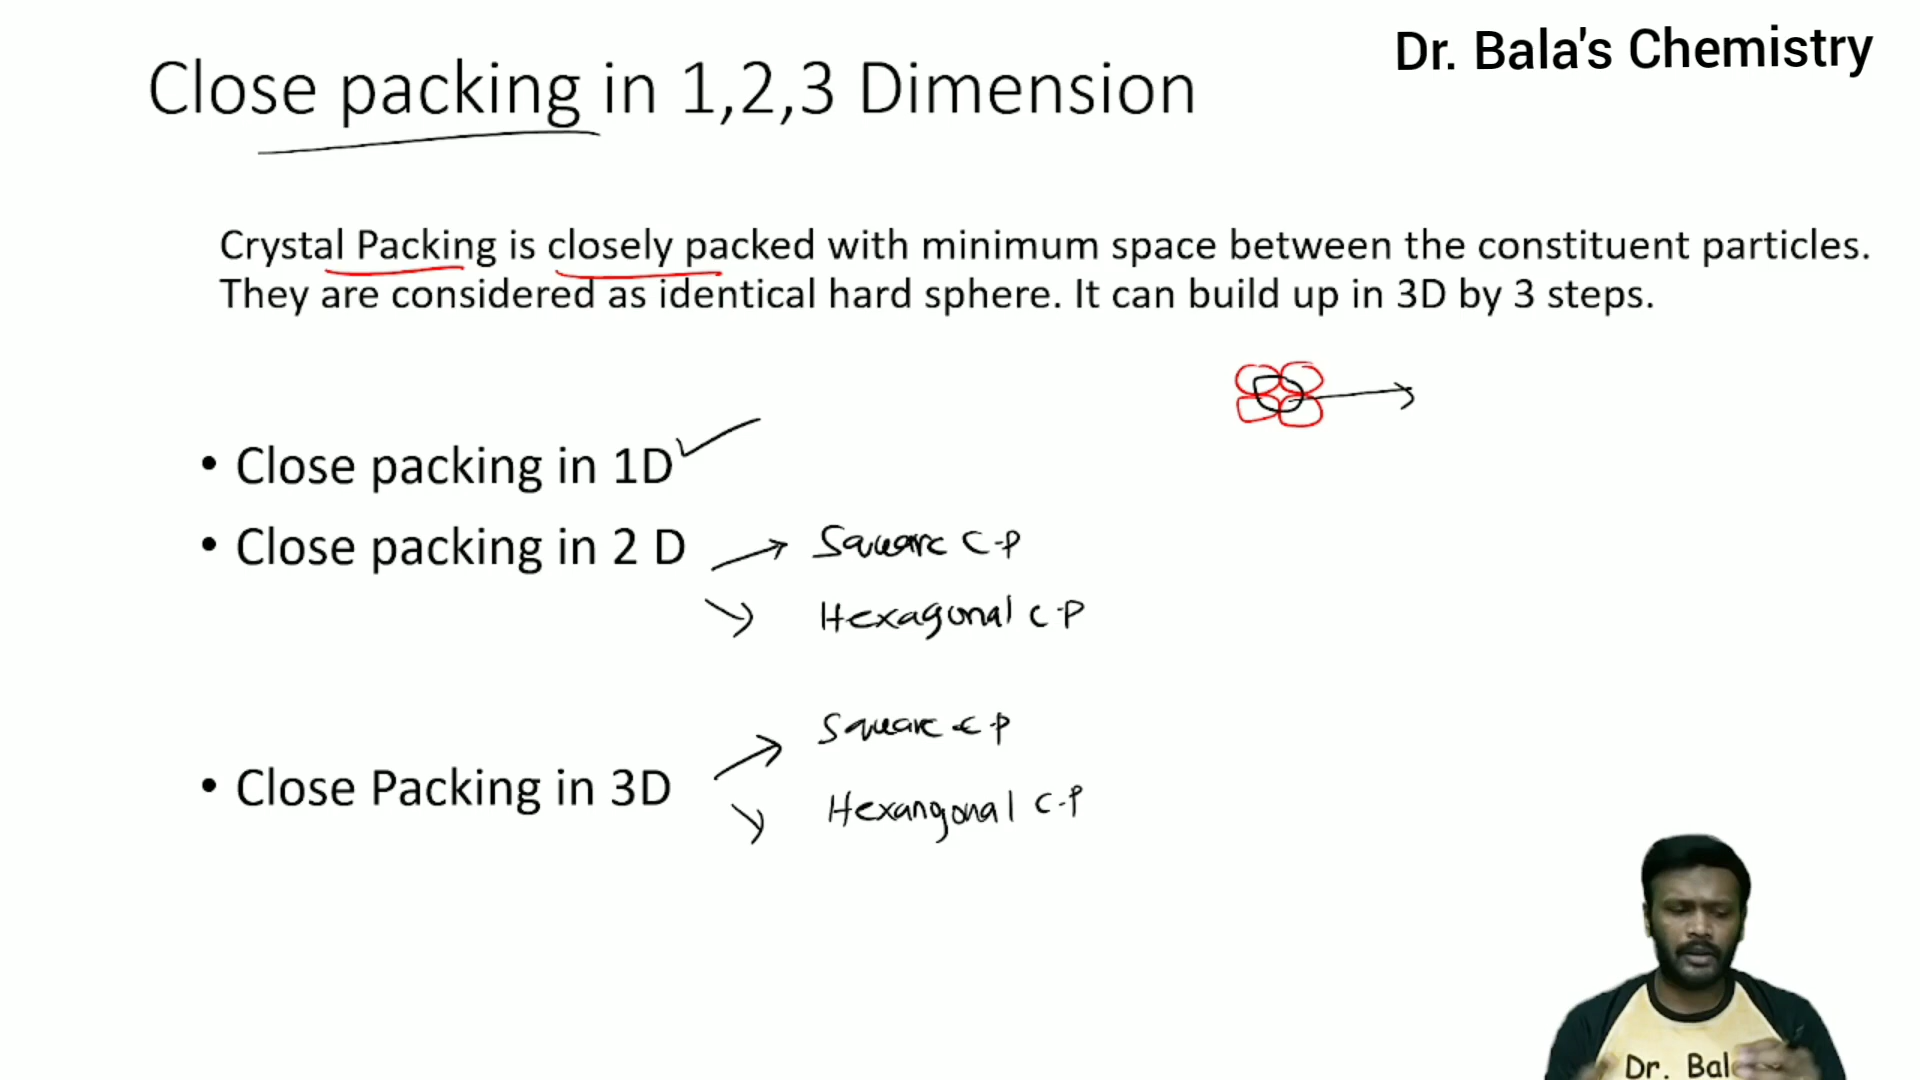 Dr. Bala's Chemistry
Close packing in 1,2,3 Dimension
Crystal Packing is closely packed with minimum space between the constituent particles.
They are considered as identical hard sphere. It can build up in 3D by 3 steps.
• Close packing in 1D
• Close packing in 2 D
Square C-P
Hexagonal C-P
• Close Packing in 3D
Square C-P
Hexangonal C-P
Dr. Bala